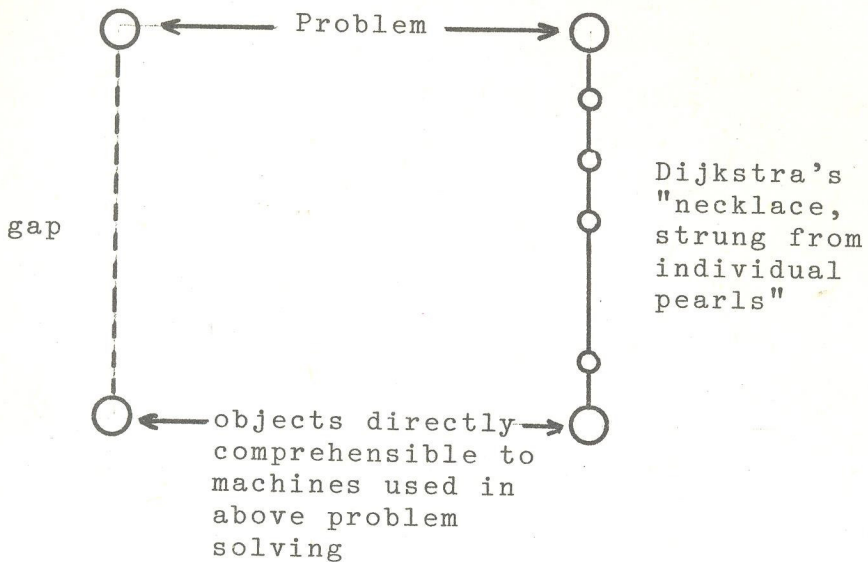 Problem
gap
Dijkstra's
"necklace,
strung from
individual
pearls"
objects directly
comprehensible to
machines used in
above problem
solving